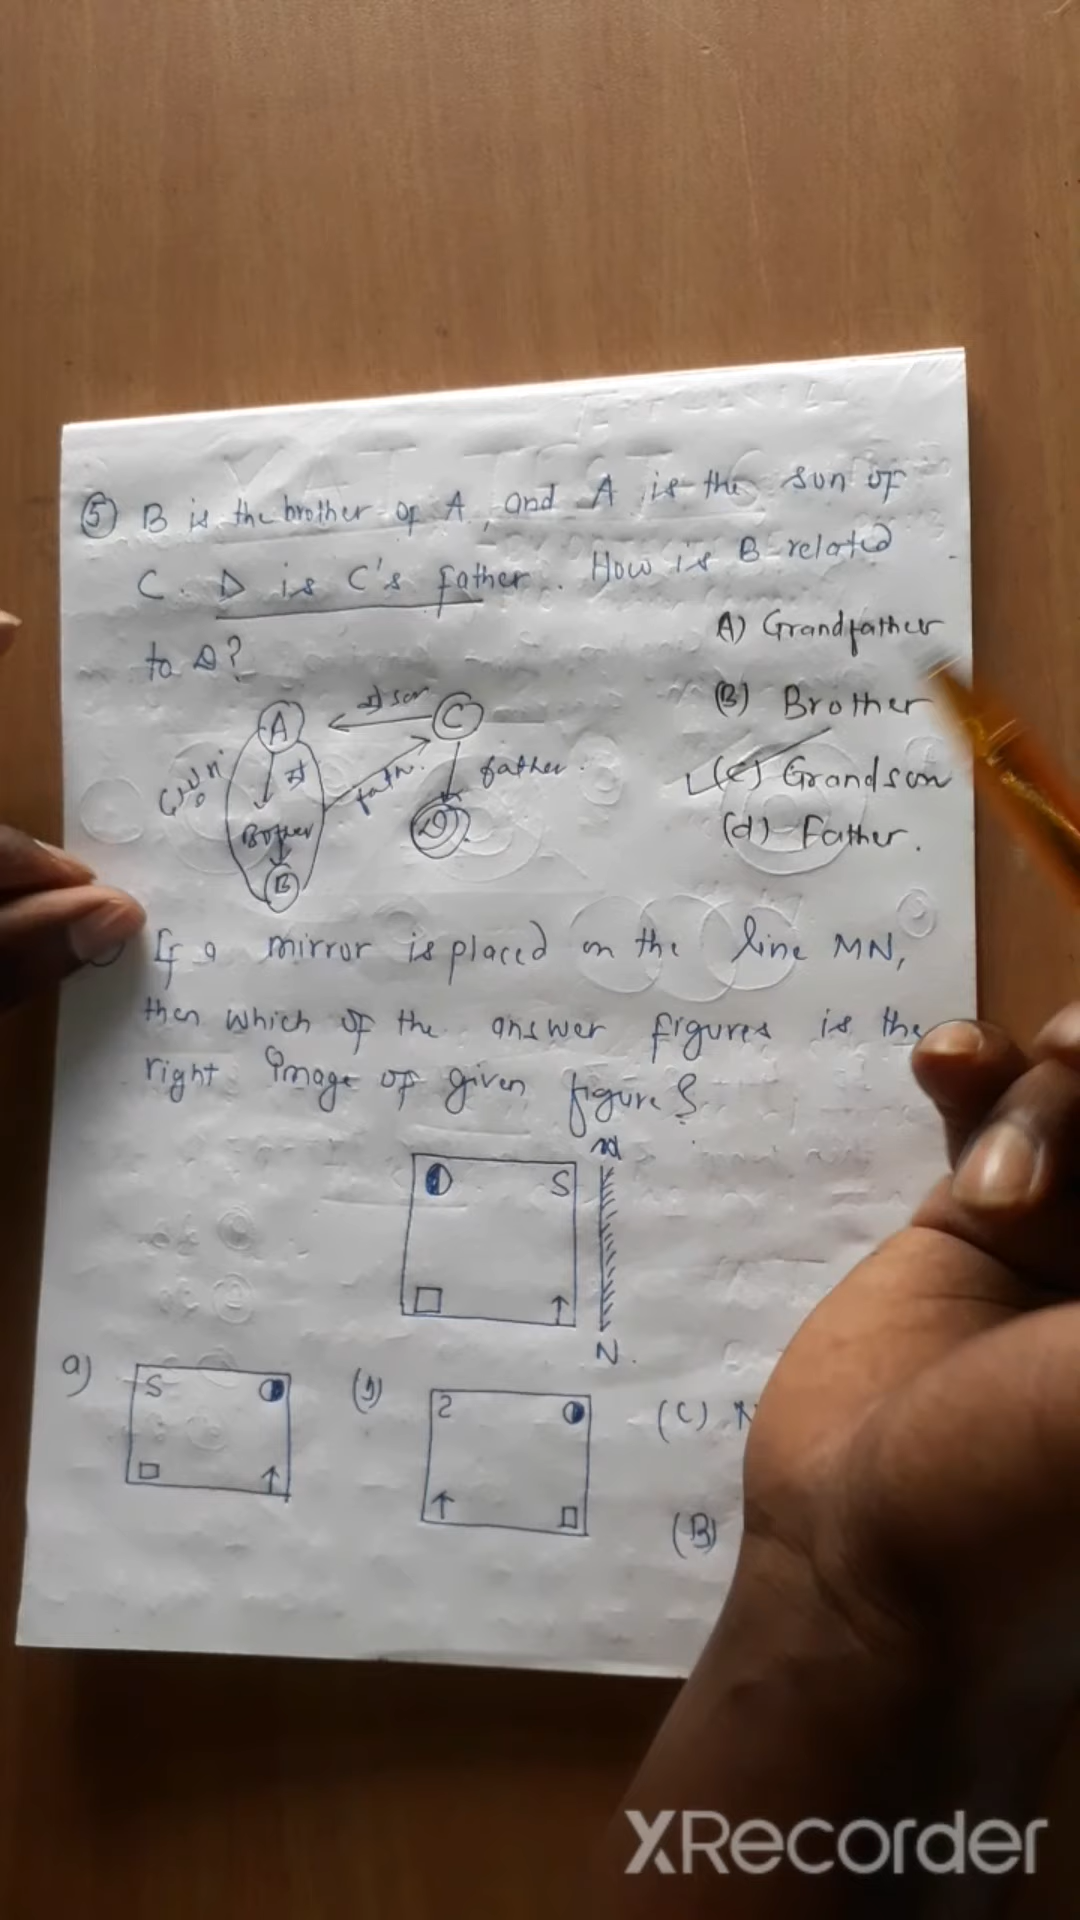 (5) B is the brother of A, and A is the son of
C. D is C's father. How is B related
to D?
A) Grandfather
(B) Brother
(C) Grandson
(d) Father.
A
son
C
father.
Brother
D
B
If a mirror is placed on the line MN,
then which of the answer figures is the
right image of given figure?
M
S
N
a)
S
2
(C)
(B)
XRecorder